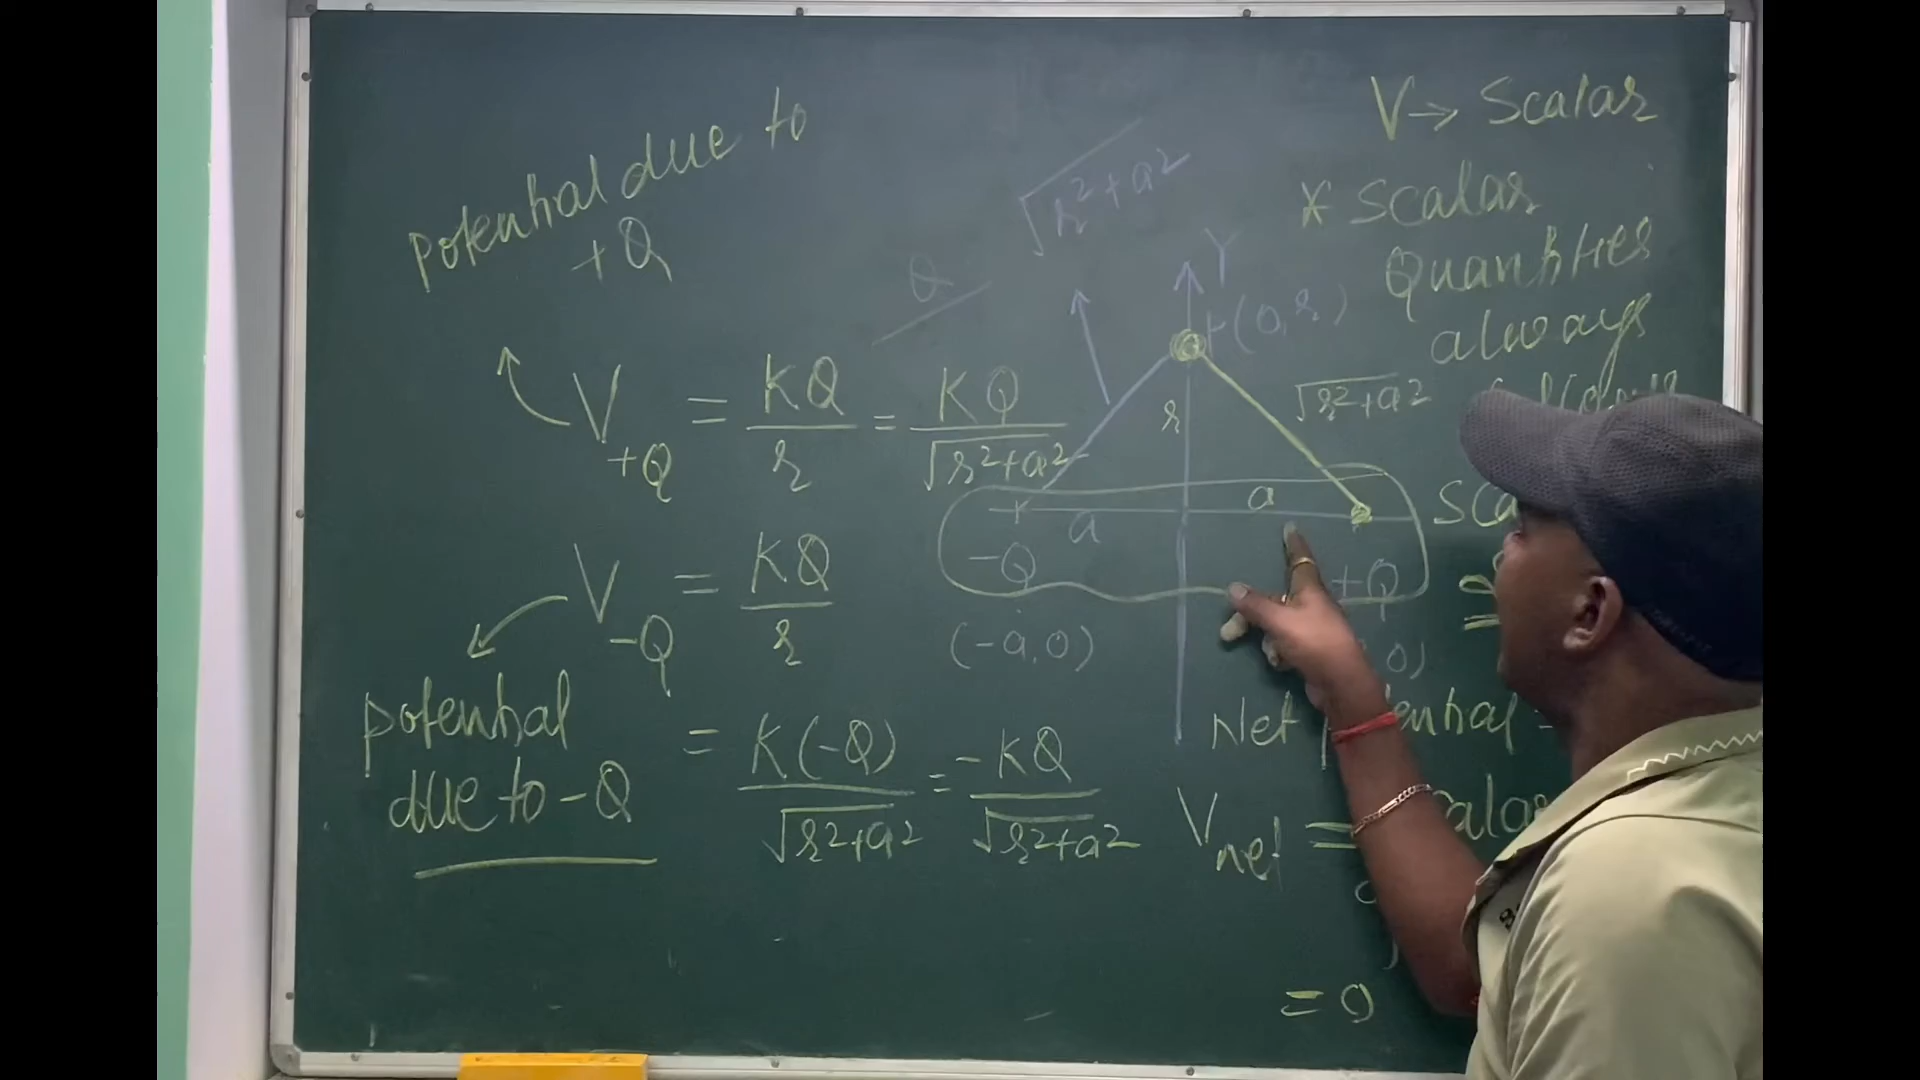 potential due to
+Q
V+Q = KQ/r = KQ/√r²+a²
V-Q = KQ/r
= K(-Q)/√r²+a² = -KQ/√r²+a²
potential
due to -Q
√r²+a²
Q
Y
(0,r)
r
√r²+a²
a
a
-Q
+Q
(-a,0)
0)
V → Scalar
* Scalar
Quantities
always
Net
Vnet =
= 0